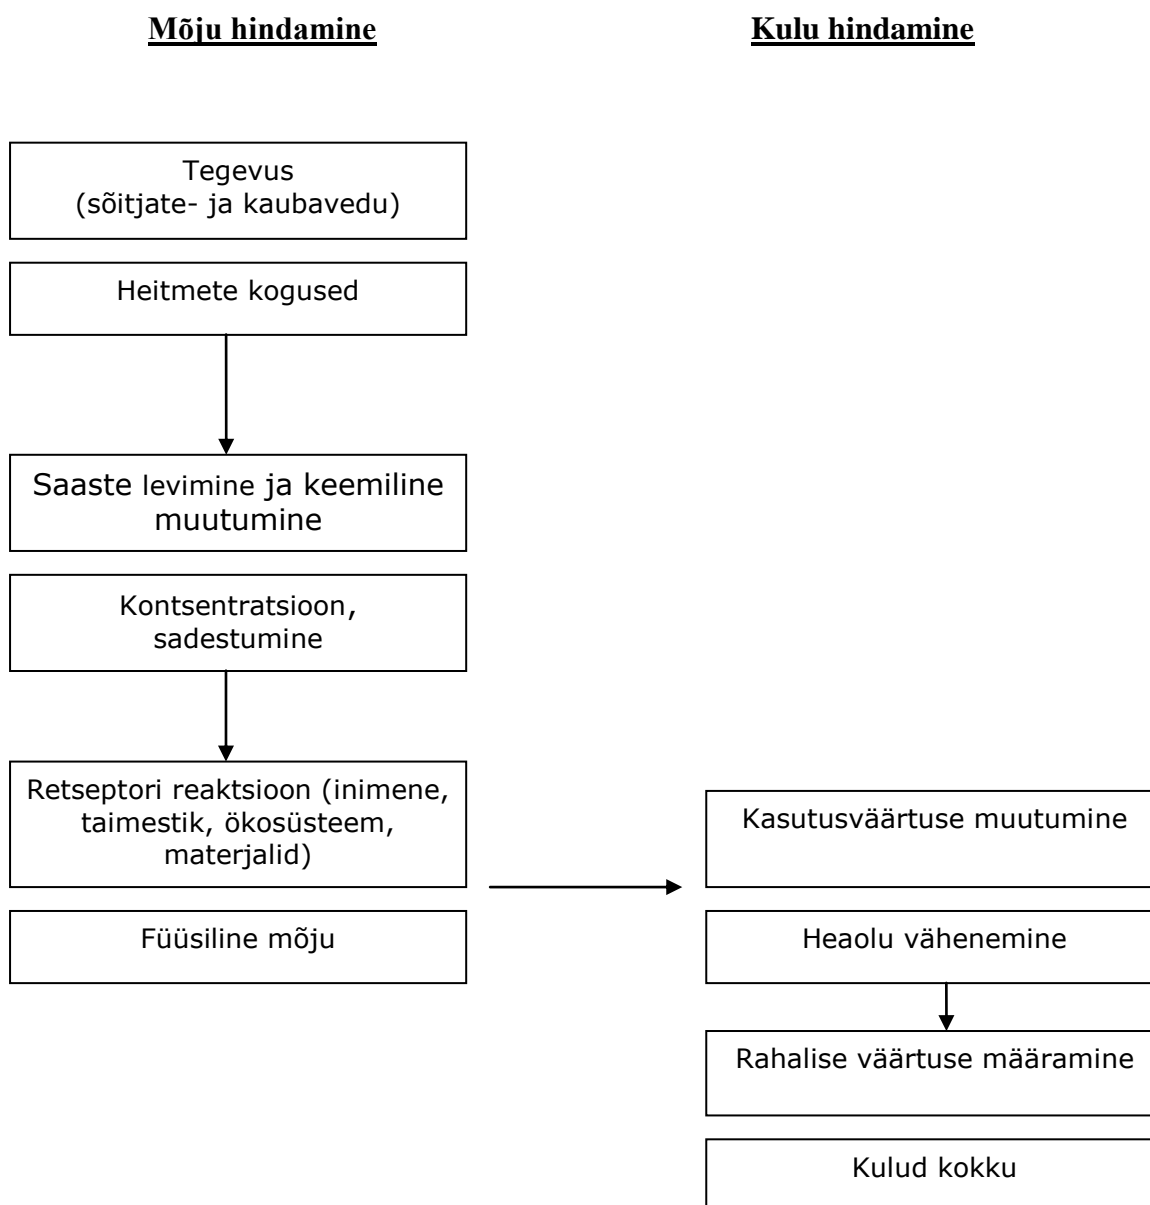 Mõju hindamine
Kulu hindamine
Tegevus
(sõitjate- ja kaubavedu)
Heitmete kogused
Saaste levimine ja keemiline
muutumine
Kontsentratsioon,
sadestumine
Retseptori reaktsioon (inimene,
taimestik, ökosüsteem,
materjalid)
Füüsiline mõju
Kasutusväärtuse muutumine
Heaolu vähenemine
Rahalise väärtuse määramine
Kulud kokku